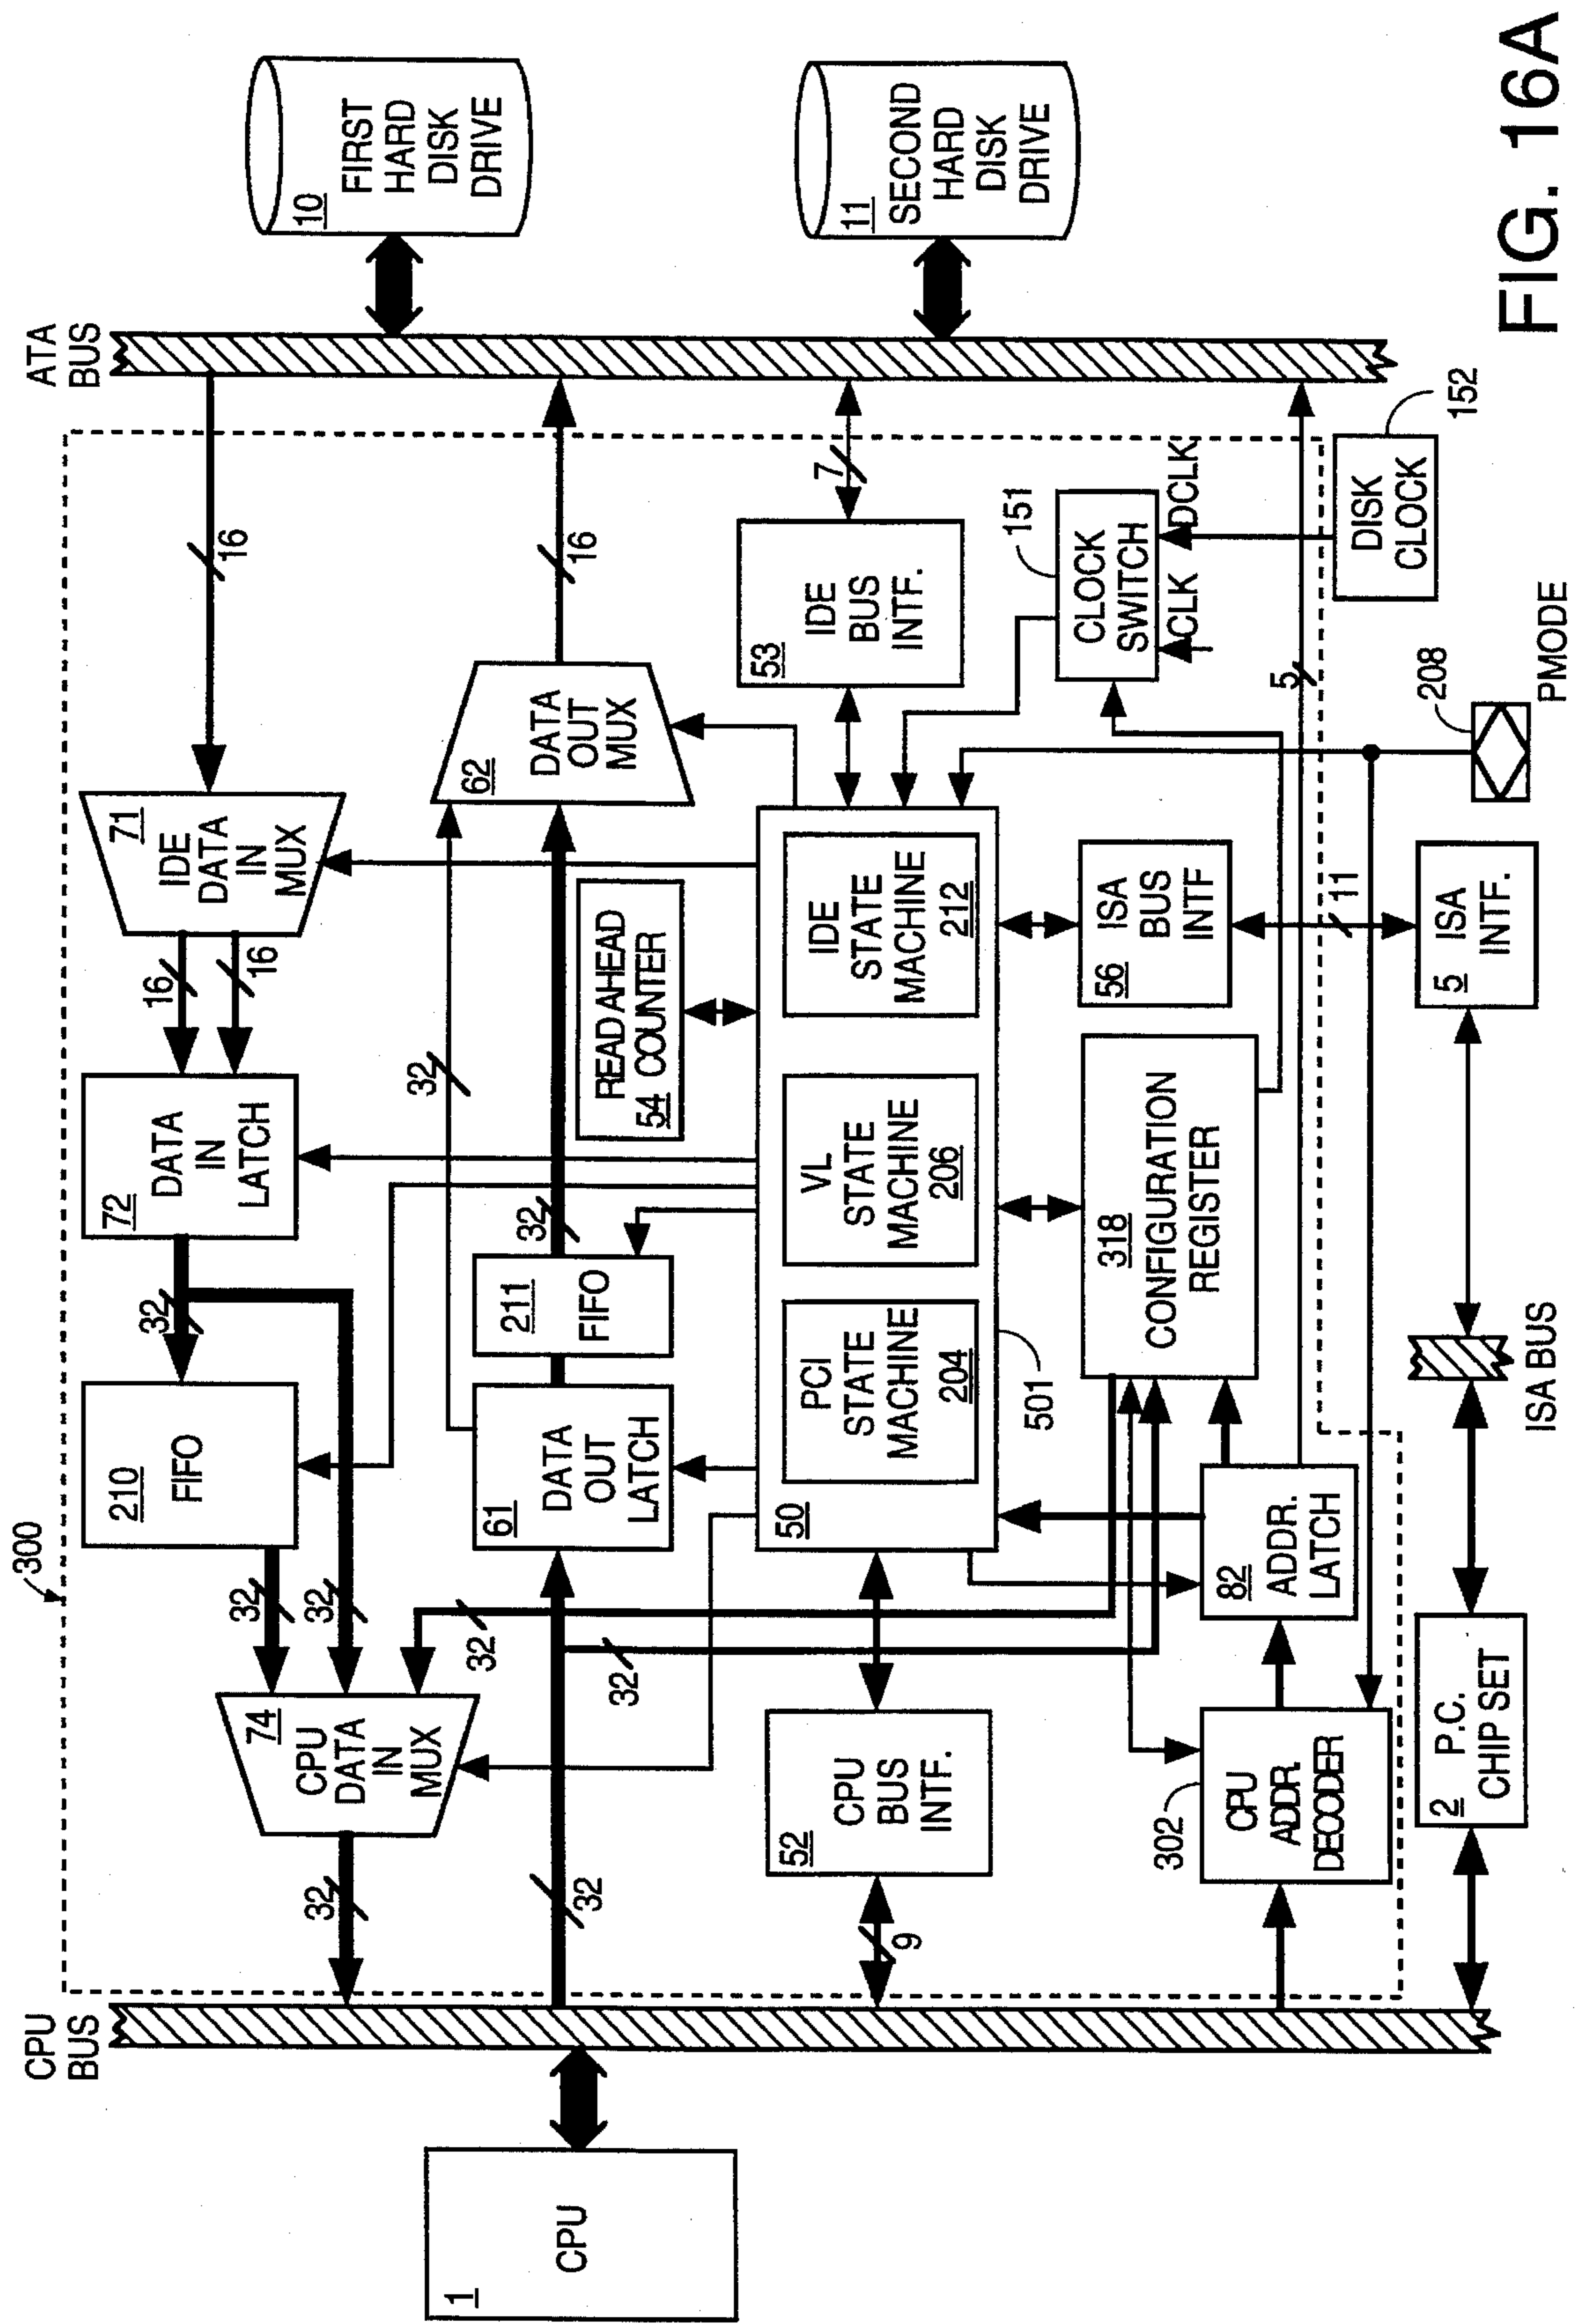 CPU
BUS
ATA
BUS
300
1
CPU
32
74
CPU
DATA
IN
MUX
32
32
32
210
FIFO
32
72
DATA
IN
LATCH
16
16
71
IDE
DATA
IN
MUX
16
10
FIRST
HARD
DISK
DRIVE
32
32
61
DATA
OUT
LATCH
211
FIFO
32
32
READ AHEAD
54 COUNTER
62
DATA
OUT
MUX
16
11
SECOND
HARD
DISK
DRIVE
9
52
CPU
BUS
INTF.
50
PCI
STATE
MACHINE
204
VL
STATE
MACHINE
206
IDE
STATE
MACHINE
212
501
53
IDE
BUS
INTF.
7
302
CPU
ADDR.
DECODER
82
ADDR.
LATCH
318
CONFIGURATION
REGISTER
56
ISA
BUS
INTF
151
CLOCK
SWITCH
CLK
DCLK
5
11
2
P.C.
CHIP SET
ISA BUS
5
ISA
INTF.
208
PMODE
DISK
CLOCK
152
FIG. 16A